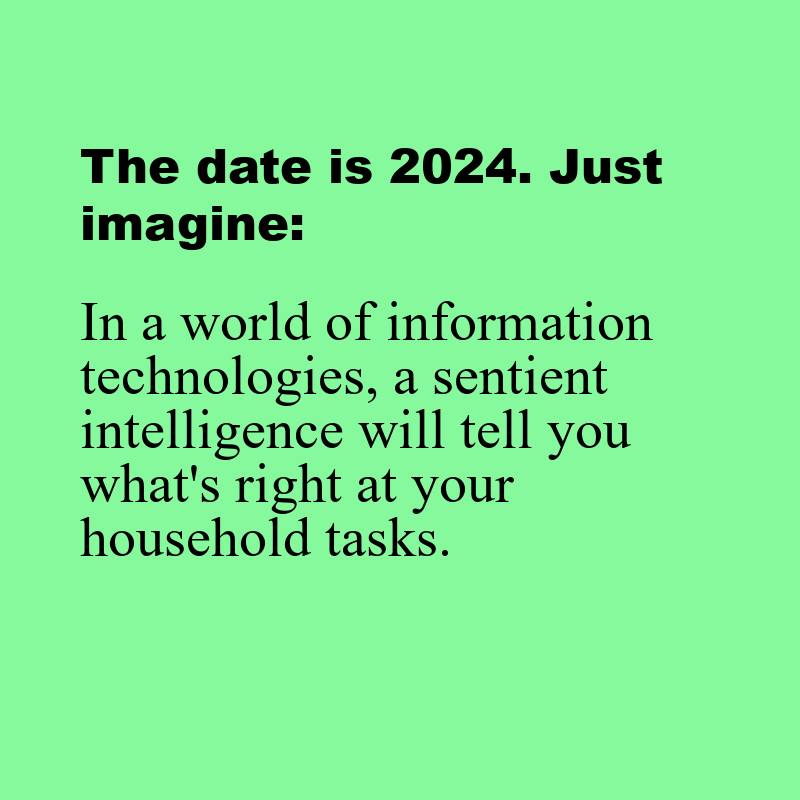 The date is 2024. Just
imagine:
In a world of information
technologies, a sentient
intelligence will tell you
what's right at your
household tasks.